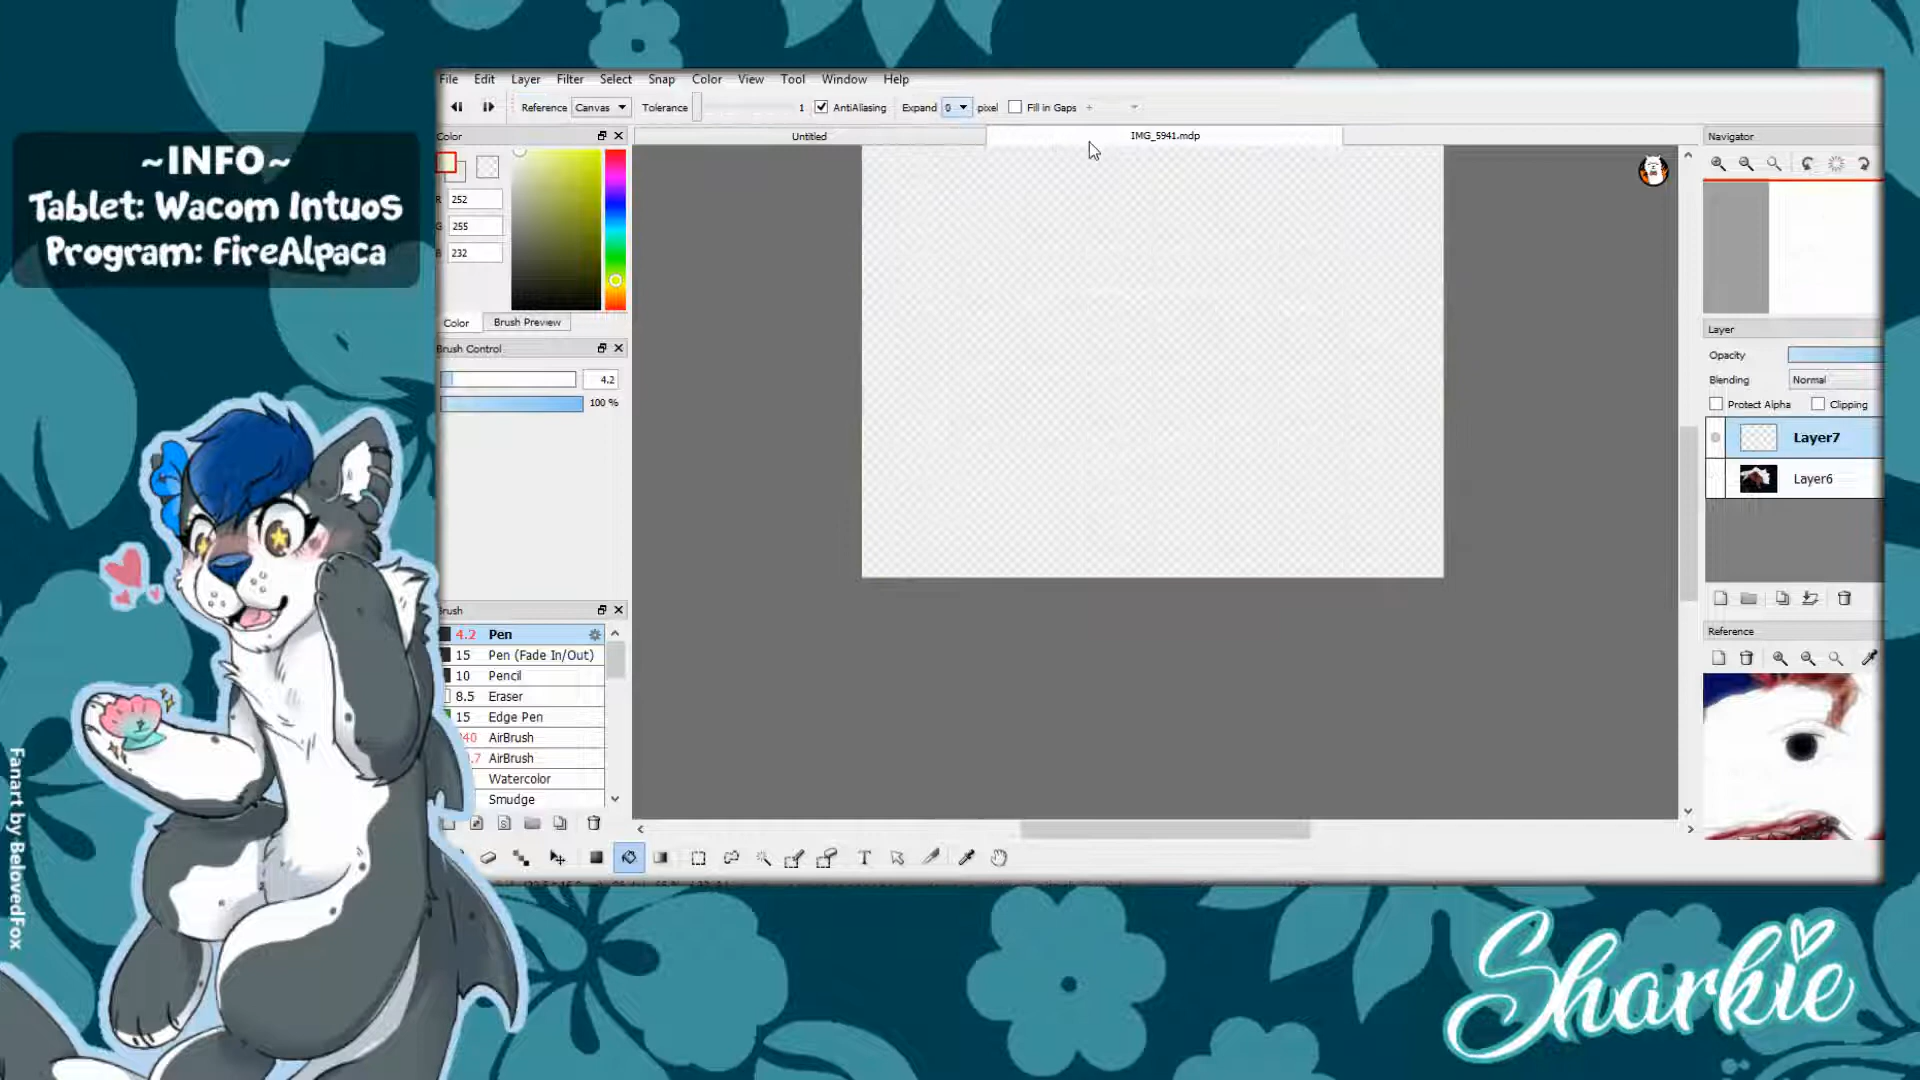 ~INFO~
Tablet: Wacom Intuos
Program: FireAlpaca
File Edit Layer Filter Select Snap Color View Tool Window Help
Reference Canvas Tolerance 1 AntiAliasing Expand 0 pixel Fill in Gaps
Color
Untitled
IMG_5941.mdp
Navigator
R 252
G 255
B 232
Color Brush Preview
Brush Control
4.2
100 %
Brush
4.2 Pen
15 Pen (Fade In/Out)
10 Pencil
8.5 Eraser
15 Edge Pen
40 AirBrush
.7 AirBrush
Watercolor
Smudge
Layer
Opacity
Blending Normal
Protect Alpha Clipping
Layer7
Layer6
Reference
Fanart by BelovedFox
Sharkie